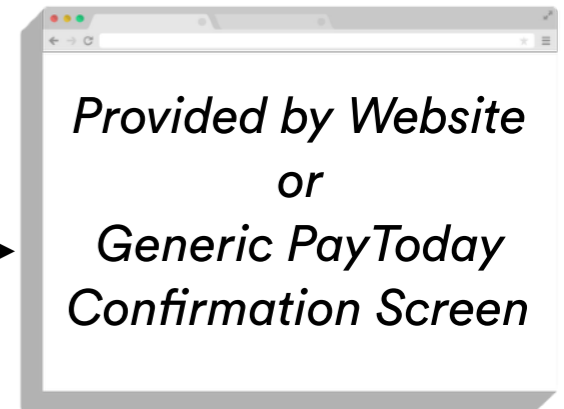 Provided by Website
or
Generic PayToday
Confirmation Screen